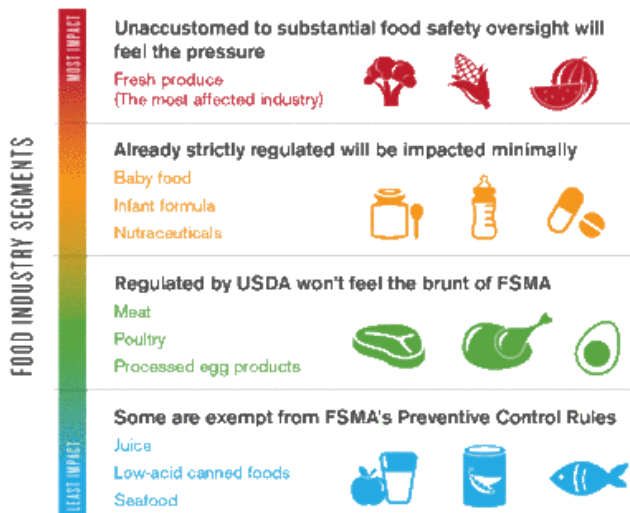 FOOD INDUSTRY SEGMENTS
MOST IMPACT
Unaccustomed to substantial food safety oversight will
feel the pressure
Fresh produce
(The most affected industry)
Already strictly regulated will be impacted minimally
Baby food
Infant formula
Nutraceuticals
Regulated by USDA won't feel the brunt of FSMA
Meat
Poultry
Processed egg products
Some are exempt from FSMA's Preventive Control Rules
Juice
Low-acid canned foods
Seafood
LEAST IMPACT